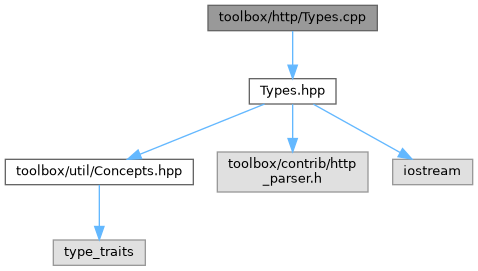 toolbox/http/Types.cpp
Types.hpp
toolbox/util/Concepts.hpp
toolbox/contrib/http
_parser.h
iostream
type_traits